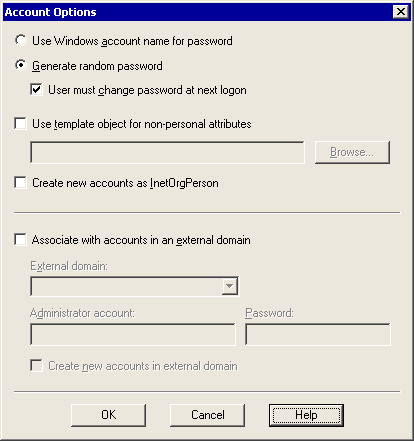 Account Options
Use Windows account name for password
Generate random password
User must change password at next logon
Use template object for non-personal attributes
Browse...
Create new accounts as InetOrgPerson
Associate with accounts in an external domain
External domain:
Administrator account: Password:
Create new accounts in external domain
OK Cancel Help